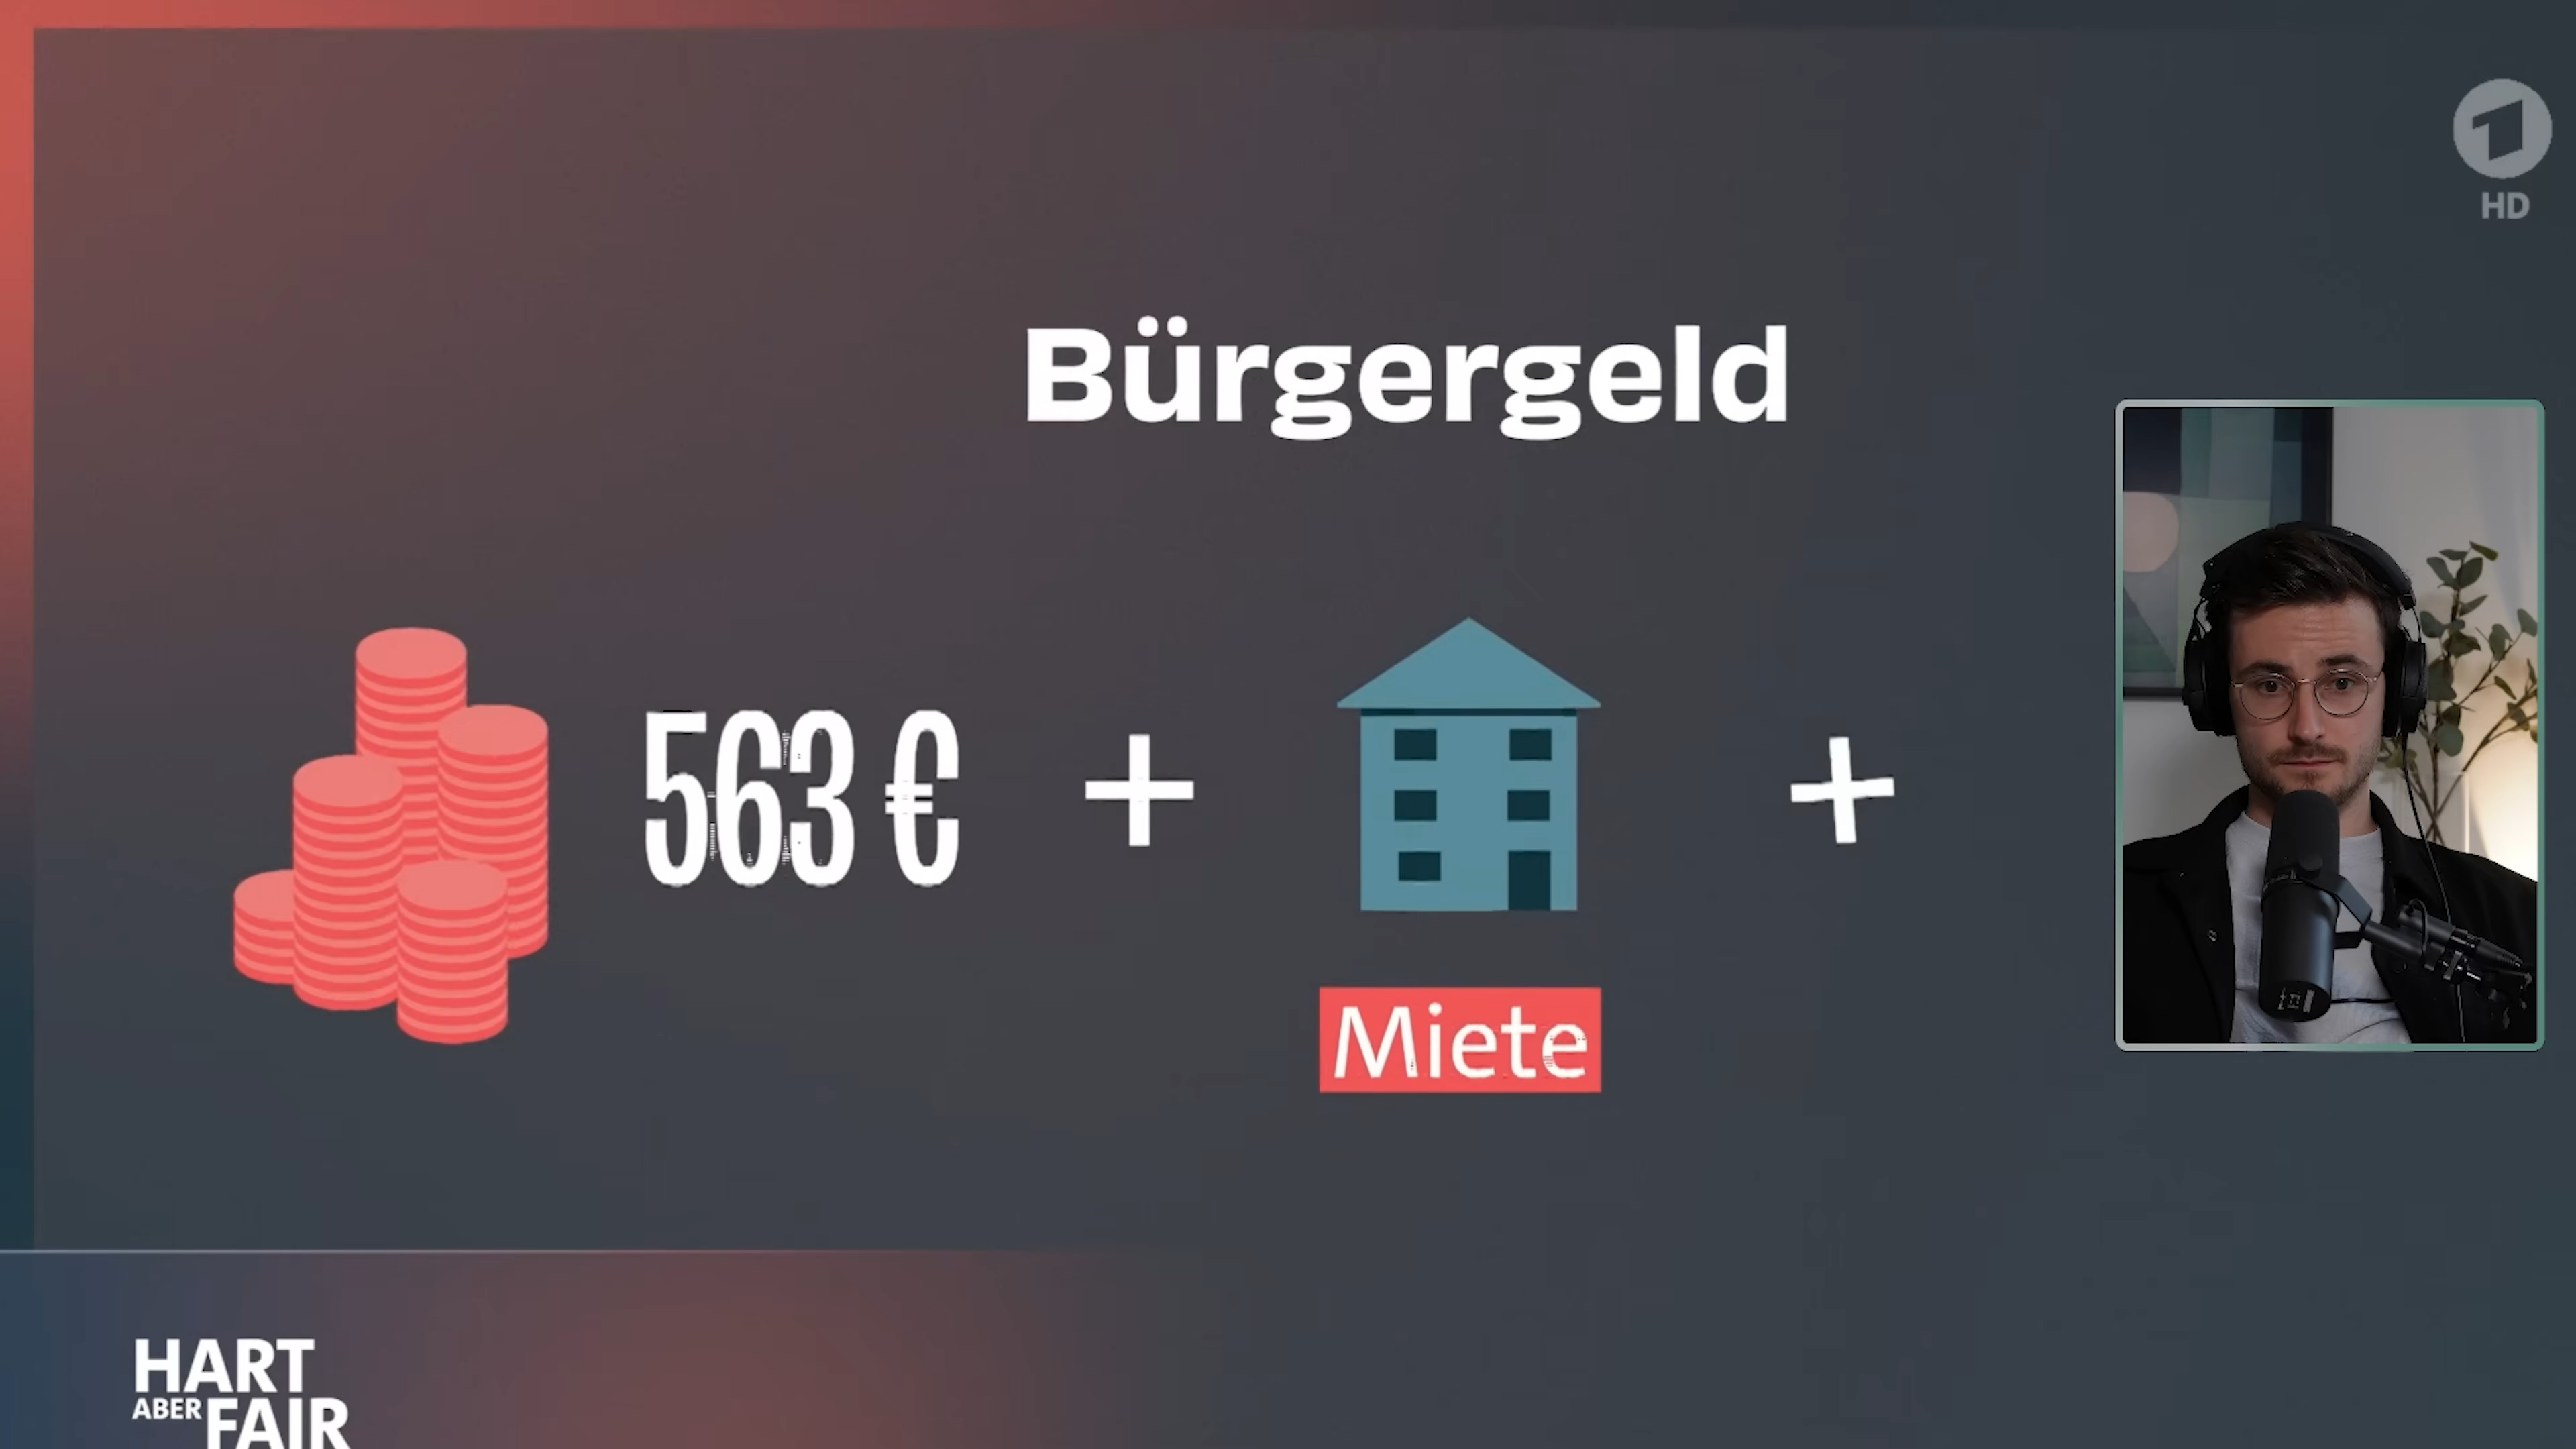 HD
Bürgergeld
563 € + +
Miete
HART
ABER FAIR